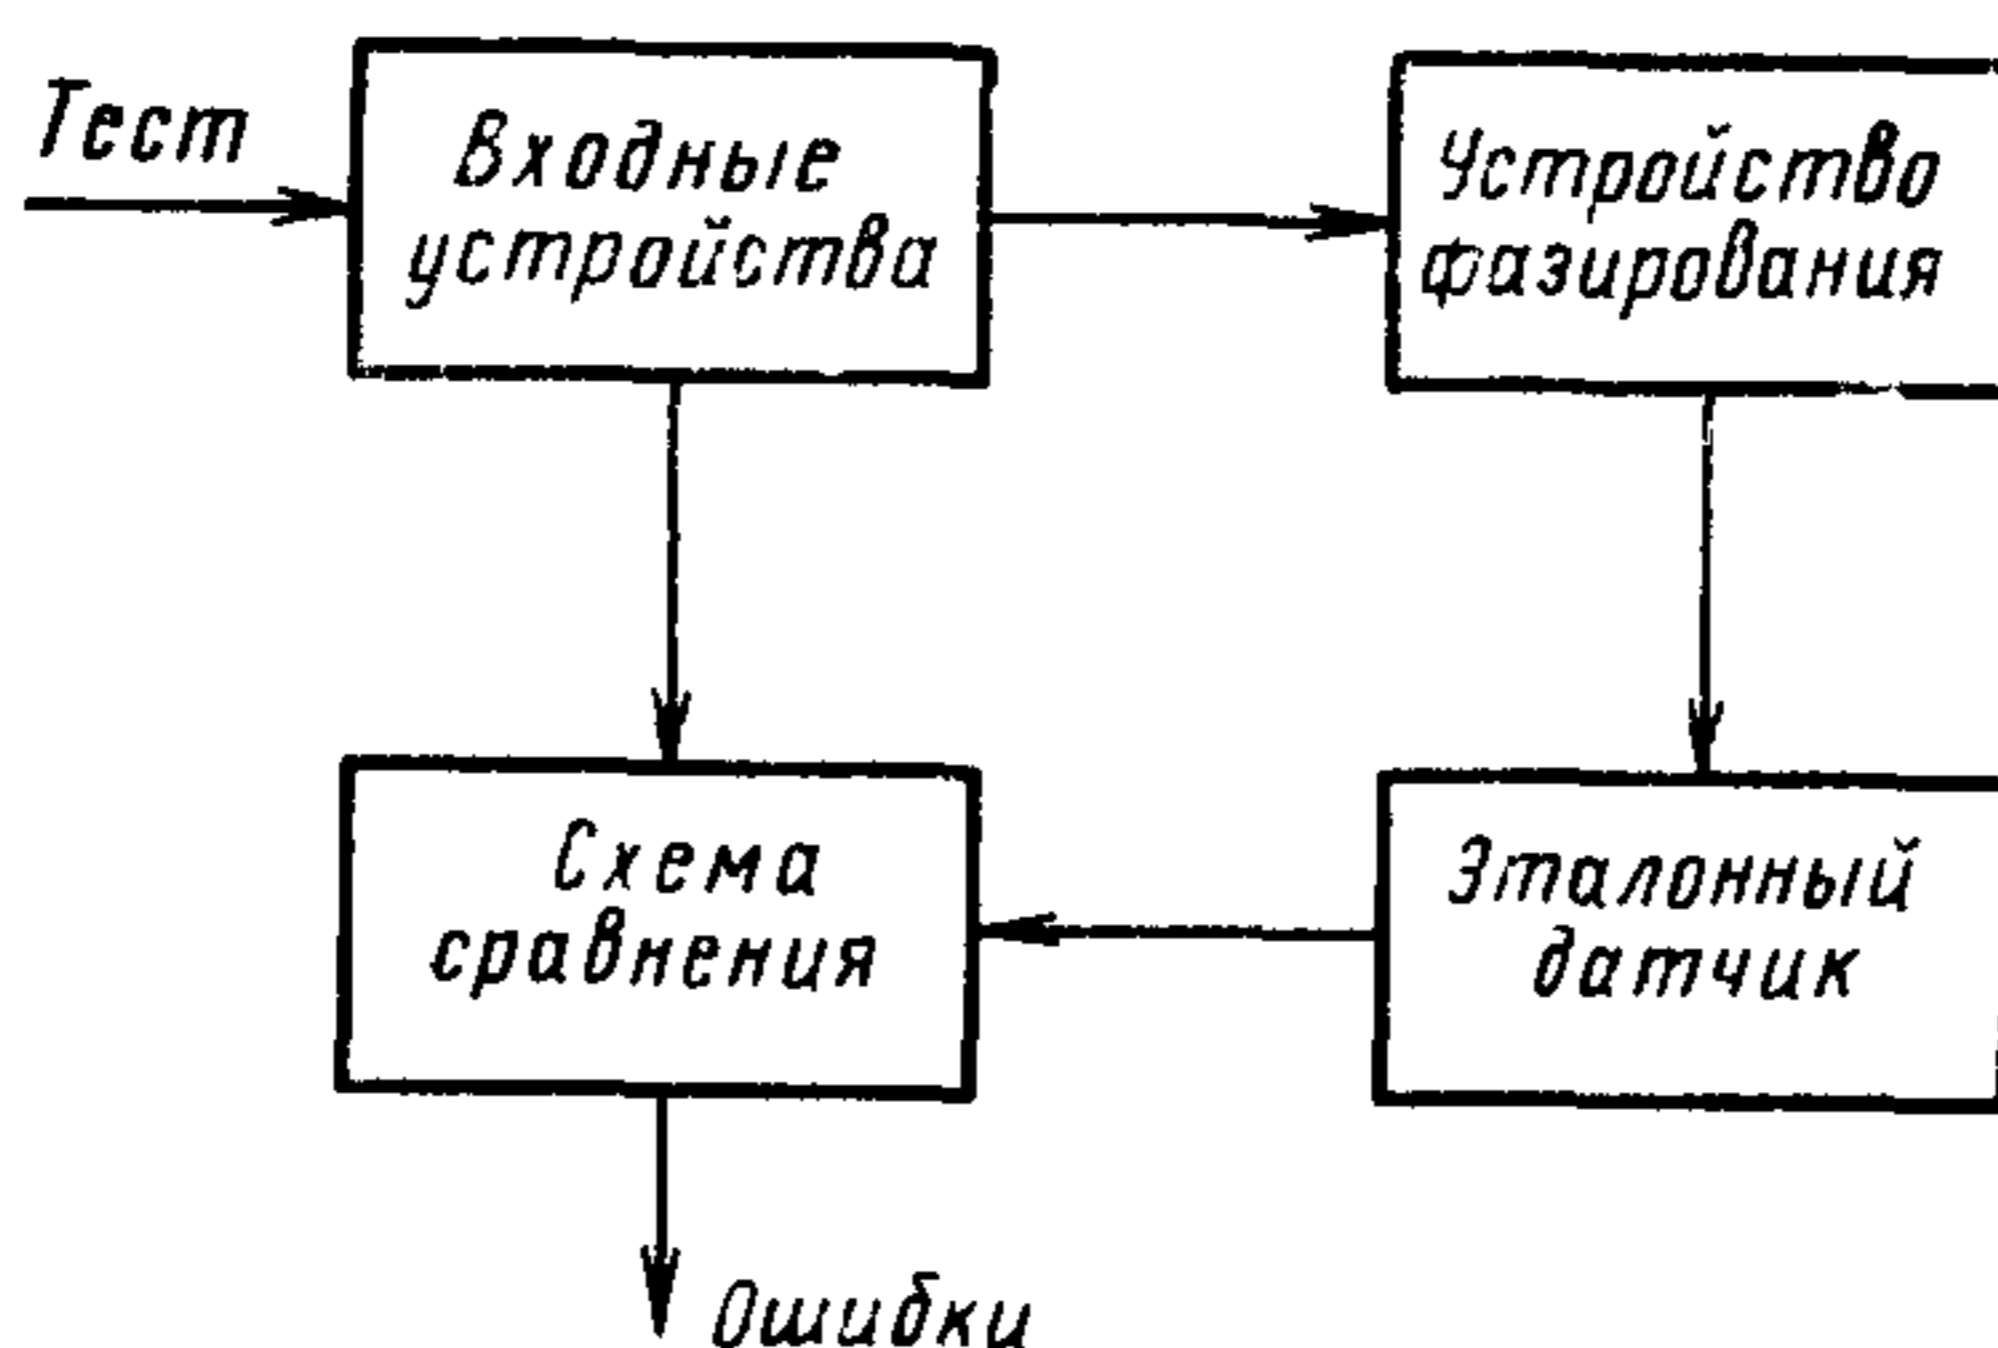 Тест
Входные
устройства
Устройство
фазирования
Схема
сравнения
Эталонный
датчик
Ошибки